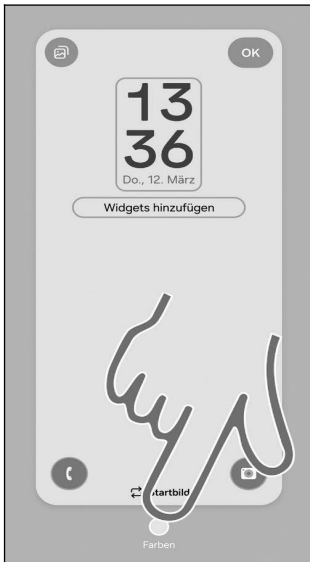 OK
13
36
Do., 12. März
Widgets hinzufügen
Farben